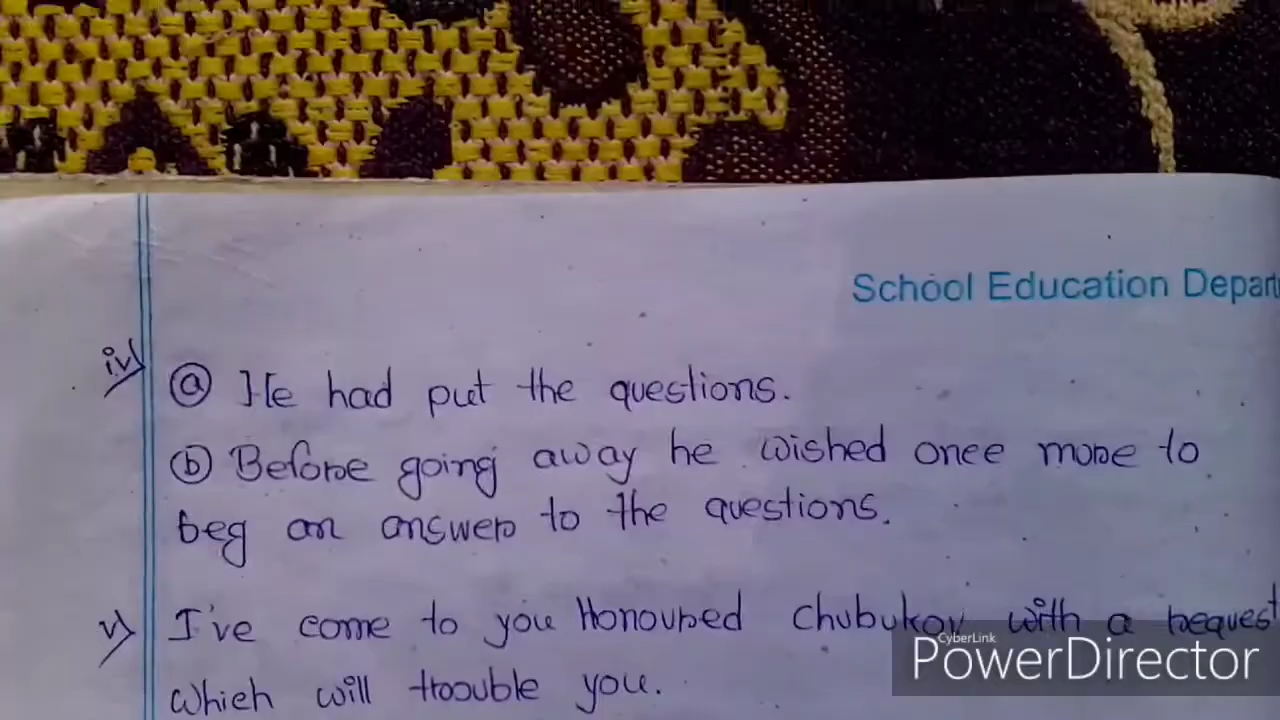 School Education Depart
iv) a He had put the questions.
b Before going away he wished once more to
beg an answer to the questions.
v) I've come to you Honoured Chubukov with a request
which will trouble you.
CyberLink
PowerDirector